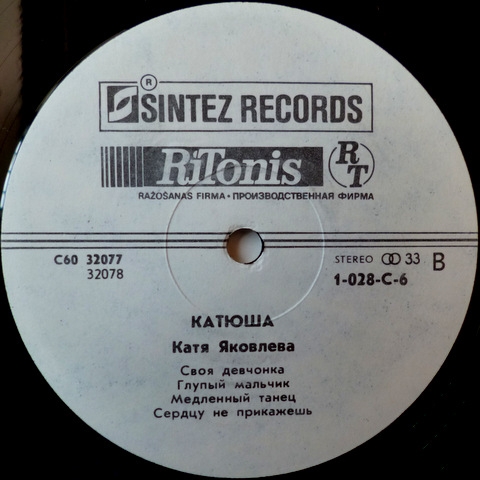 ®
SINTEZ RECORDS
RiTonis RT
RAŽOŠANAS FIRMA • ПРОИЗВОДСТВЕННАЯ ФИРМА
С60 32077
32078
STEREO 33 B
1-028-C-6
КАТЮША
Катя Яковлева
Своя девчонка
Глупый мальчик
Медленный танец
Сердцу не прикажешь